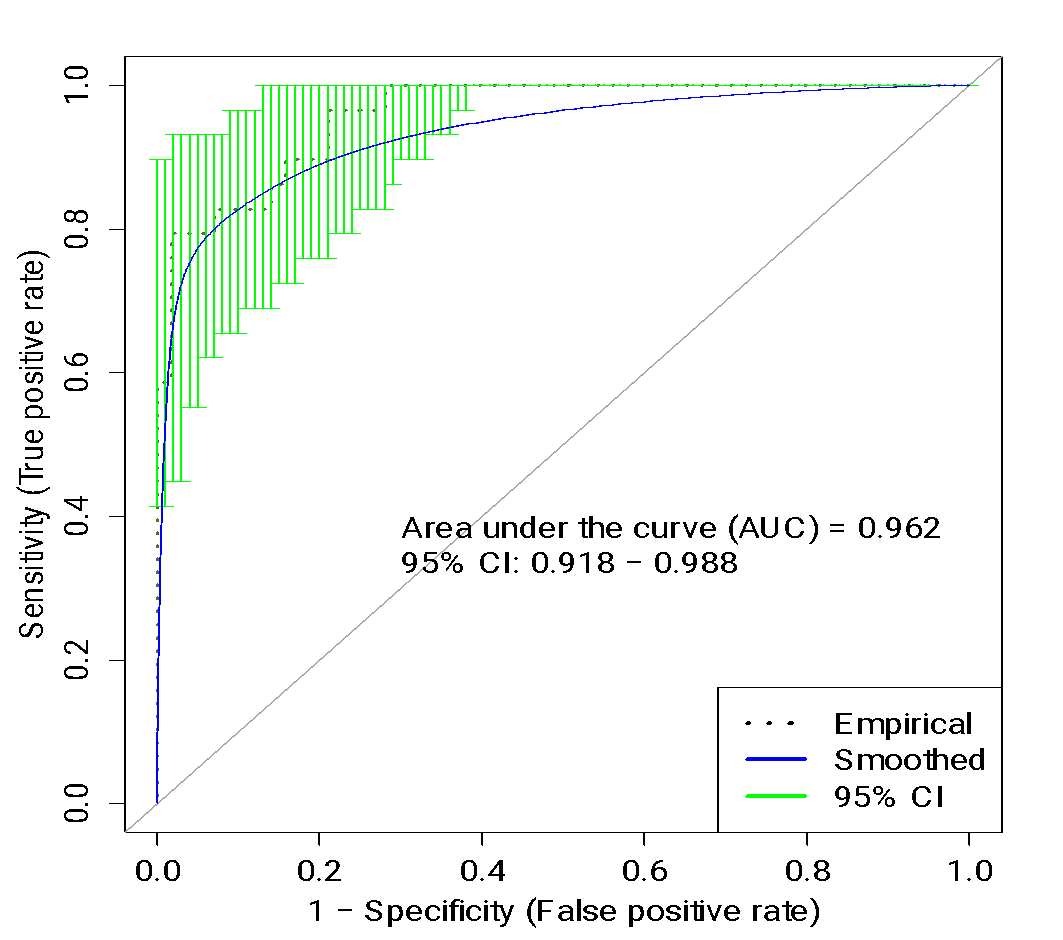 1.0
0.8
0.6
0.4
0.2
0.0
Sensitivity (True positive rate)
Area under the curve (AUC) = 0.962
95% CI: 0.918 − 0.988
Empirical
Smoothed
95% CI
0.0 0.2 0.4 0.6 0.8 1.0
1 − Specificity (False positive rate)